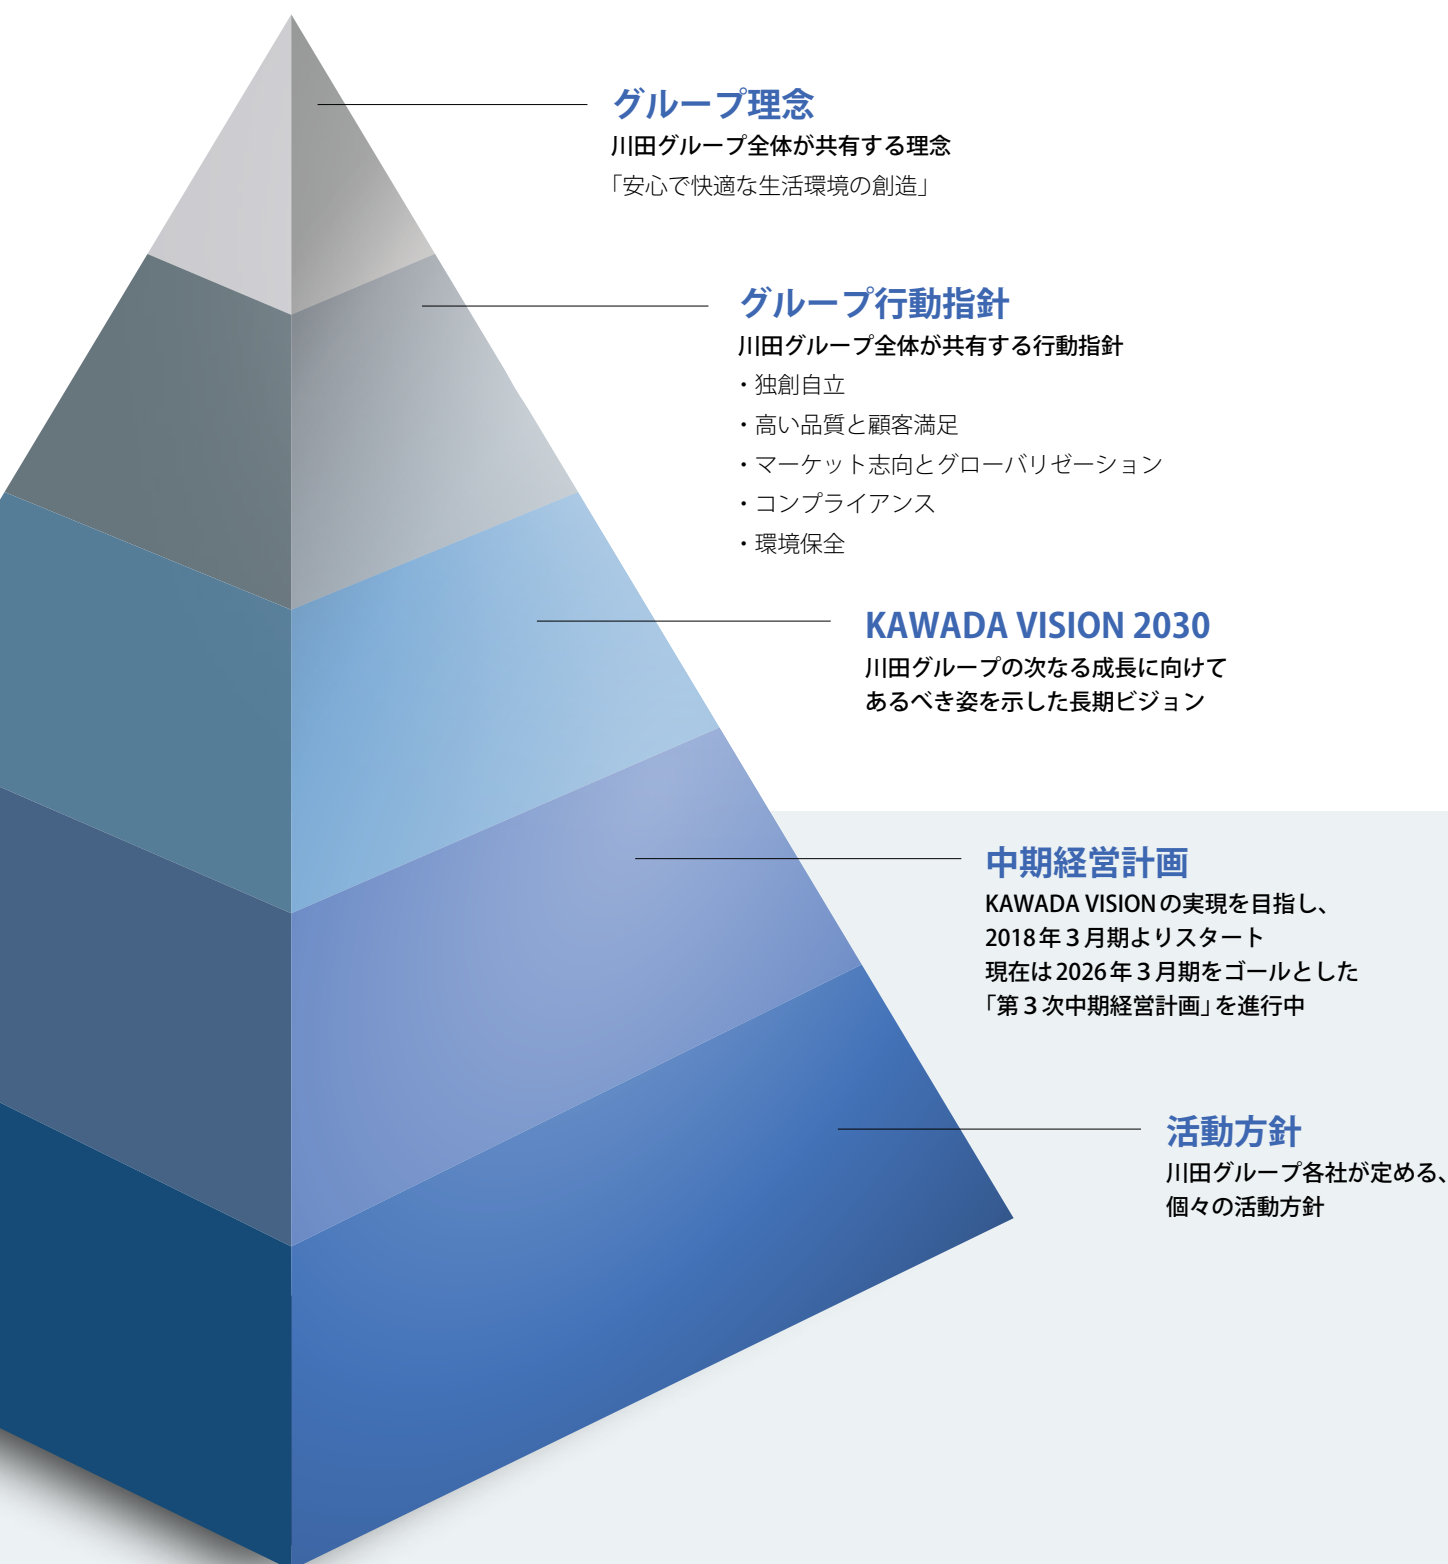 グループ理念
川田グループ全体が共有する理念
「安心で快適な生活環境の創造」
グループ行動指針
川田グループ全体が共有する行動指針
・独創自立
・高い品質と顧客満足
・マーケット志向とグローバリゼーション
・コンプライアンス
・環境保全
KAWADA VISION 2030
川田グループの次なる成長に向けて
あるべき姿を示した長期ビジョン
中期経営計画
KAWADA VISIONの実現を目指し、
2018年３月期よりスタート
現在は2026年３月期をゴールとした
「第３次中期経営計画」を進行中
活動方針
川田グループ各社が定める、
個々の活動方針